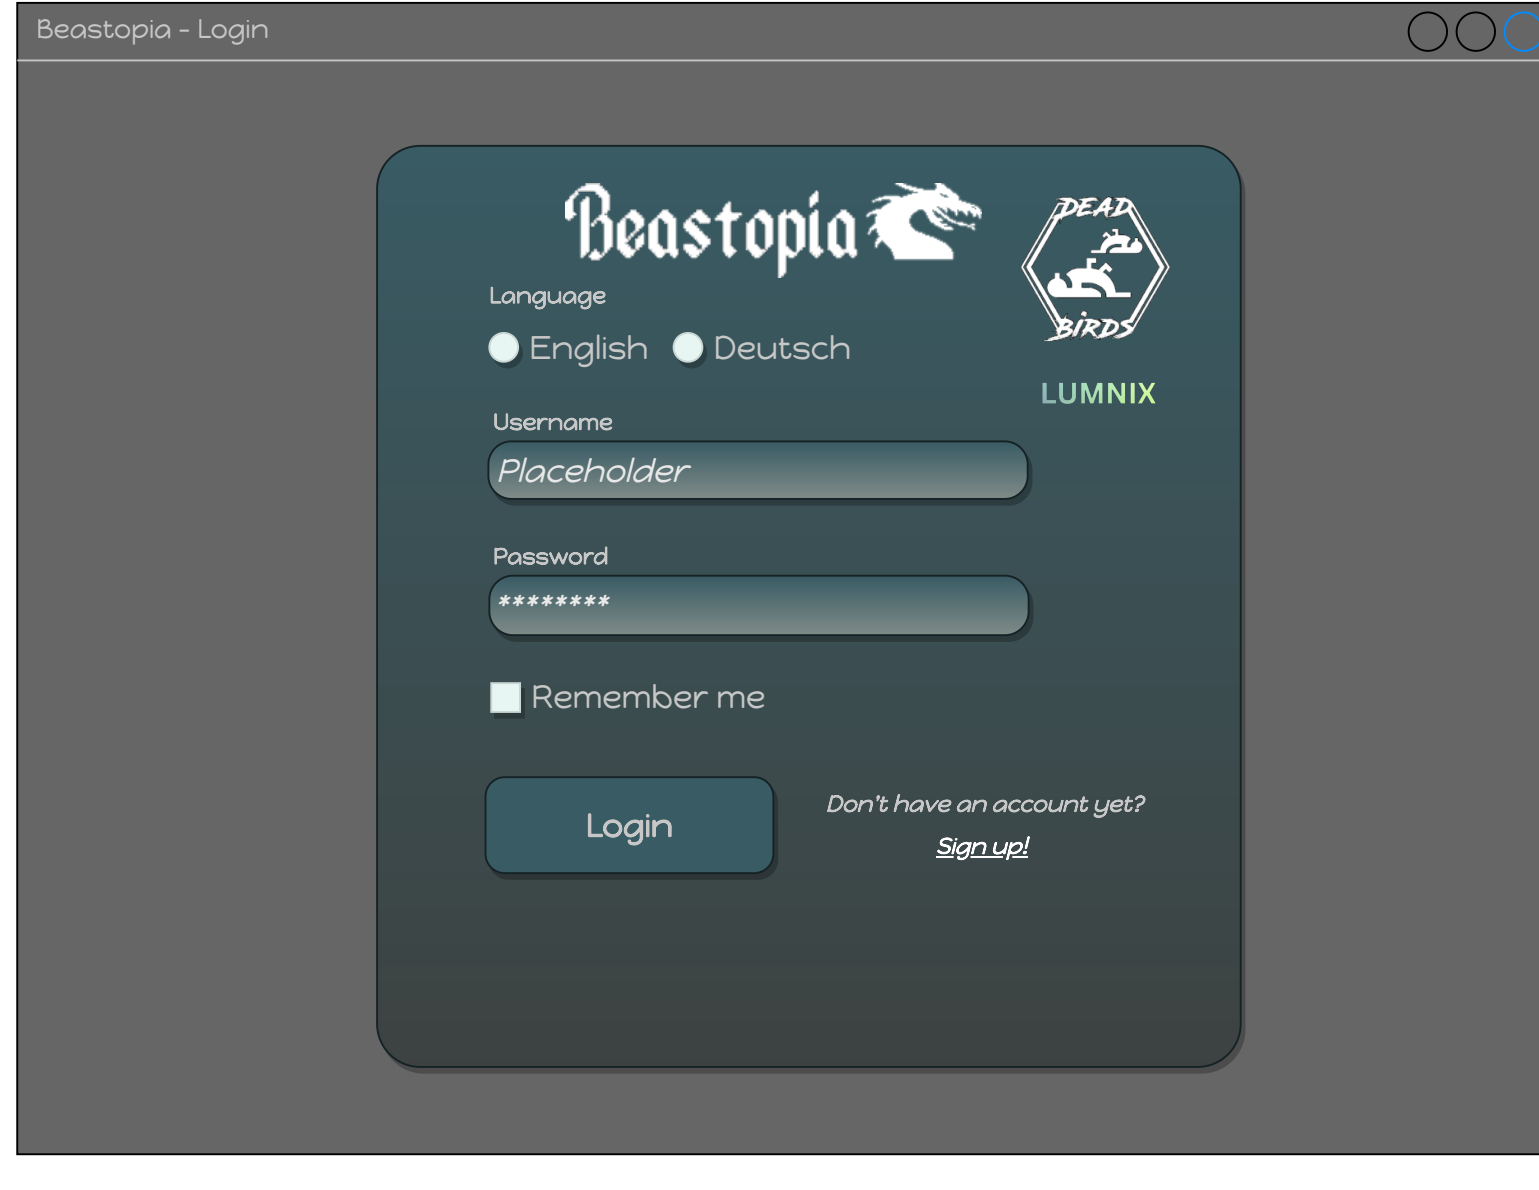 Beastopia - Login
Beastopia
DEAD
BIRDS
Language
English Deutsch
LUMNIX
Username
Placeholder
Password
********
Remember me
Login
Don't have an account yet?
Sign up!